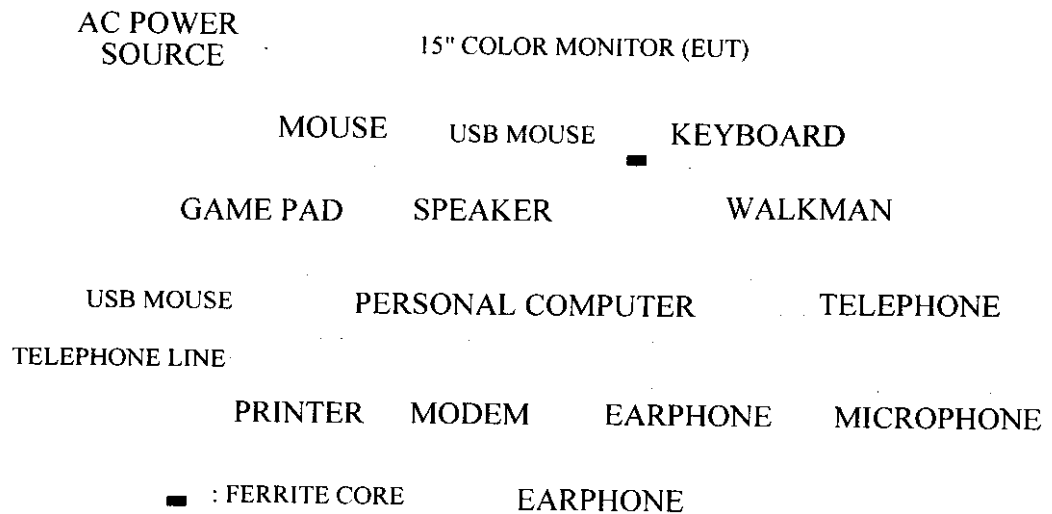 AC POWER
SOURCE
15" COLOR MONITOR (EUT)
MOUSE USB MOUSE KEYBOARD
GAME PAD SPEAKER WALKMAN
USB MOUSE PERSONAL COMPUTER TELEPHONE
TELEPHONE LINE
PRINTER MODEM EARPHONE MICROPHONE
: FERRITE CORE EARPHONE